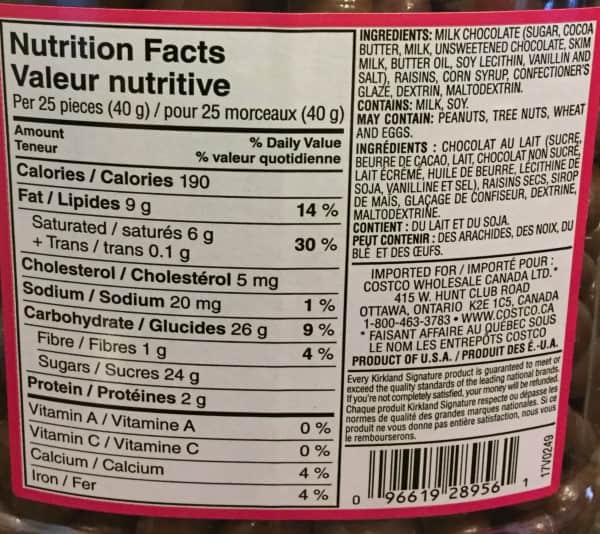 Nutrition Facts
Valeur nutritive
Per 25 pieces (40 g) / pour 25 morceaux (40 g)
Amount
Teneur
% Daily Value
% valeur quotidienne
Calories / Calories 190
Fat / Lipides 9 g 14 %
Saturated / saturés 6 g
+ Trans / trans 0.1 g 30 %
Cholesterol / Cholestérol 5 mg
Sodium / Sodium 20 mg 1 %
Carbohydrate / Glucides 26 g 9 %
Fibre / Fibres 1 g 4 %
Sugars / Sucres 24 g
Protein / Protéines 2 g
Vitamin A / Vitamine A 0 %
Vitamin C / Vitamine C 0 %
Calcium / Calcium 4 %
Iron / Fer 4 %
INGREDIENTS: MILK CHOCOLATE (SUGAR, COCOA
BUTTER, MILK, UNSWEETENED CHOCOLATE, SKIM
MILK, BUTTER OIL, SOY LECITHIN, VANILLIN AND
SALT), RAISINS, CORN SYRUP, CONFECTIONER'S
GLAZE, DEXTRIN, MALTODEXTRIN.
CONTAINS: MILK, SOY.
MAY CONTAIN: PEANUTS, TREE NUTS, WHEAT
AND EGGS.
INGRÉDIENTS : CHOCOLAT AU LAIT (SUCRE,
BEURRE DE CACAO, LAIT, CHOCOLAT NON SUCRÉ,
LAIT ÉCRÉMÉ, HUILE DE BEURRE, LÉCITHINE DE
SOJA, VANILLINE ET SEL), RAISINS SECS, SIROP
DE MAÏS, GLAÇAGE DE CONFISEUR, DEXTRINE,
MALTODEXTRINE.
CONTIENT : DU LAIT ET DU SOJA.
PEUT CONTENIR : DES ARACHIDES, DES NOIX, DU
BLÉ ET DES ŒUFS.
IMPORTED FOR / IMPORTÉ POUR :
COSTCO WHOLESALE CANADA LTD.*
415 W. HUNT CLUB ROAD
OTTAWA, ONTARIO K2E 1C5, CANADA
1-800-463-3783 • WWW.COSTCO.CA
* FAISANT AFFAIRE AU QUÉBEC SOUS
LE NOM LES ENTREPÔTS COSTCO
PRODUCT OF U.S.A. / PRODUIT DES É.-U.A.
Every Kirkland Signature product is guaranteed to meet or
exceed the quality standards of the leading national brands.
If you're not completely satisfied, your money will be refunded.
Chaque produit Kirkland Signature respecte ou dépasse les
normes de qualité des grandes marques nationales. Si ce
produit ne vous donne pas entière satisfaction, nous vous
le rembourserons.
0 96619 28956 1
17V0249